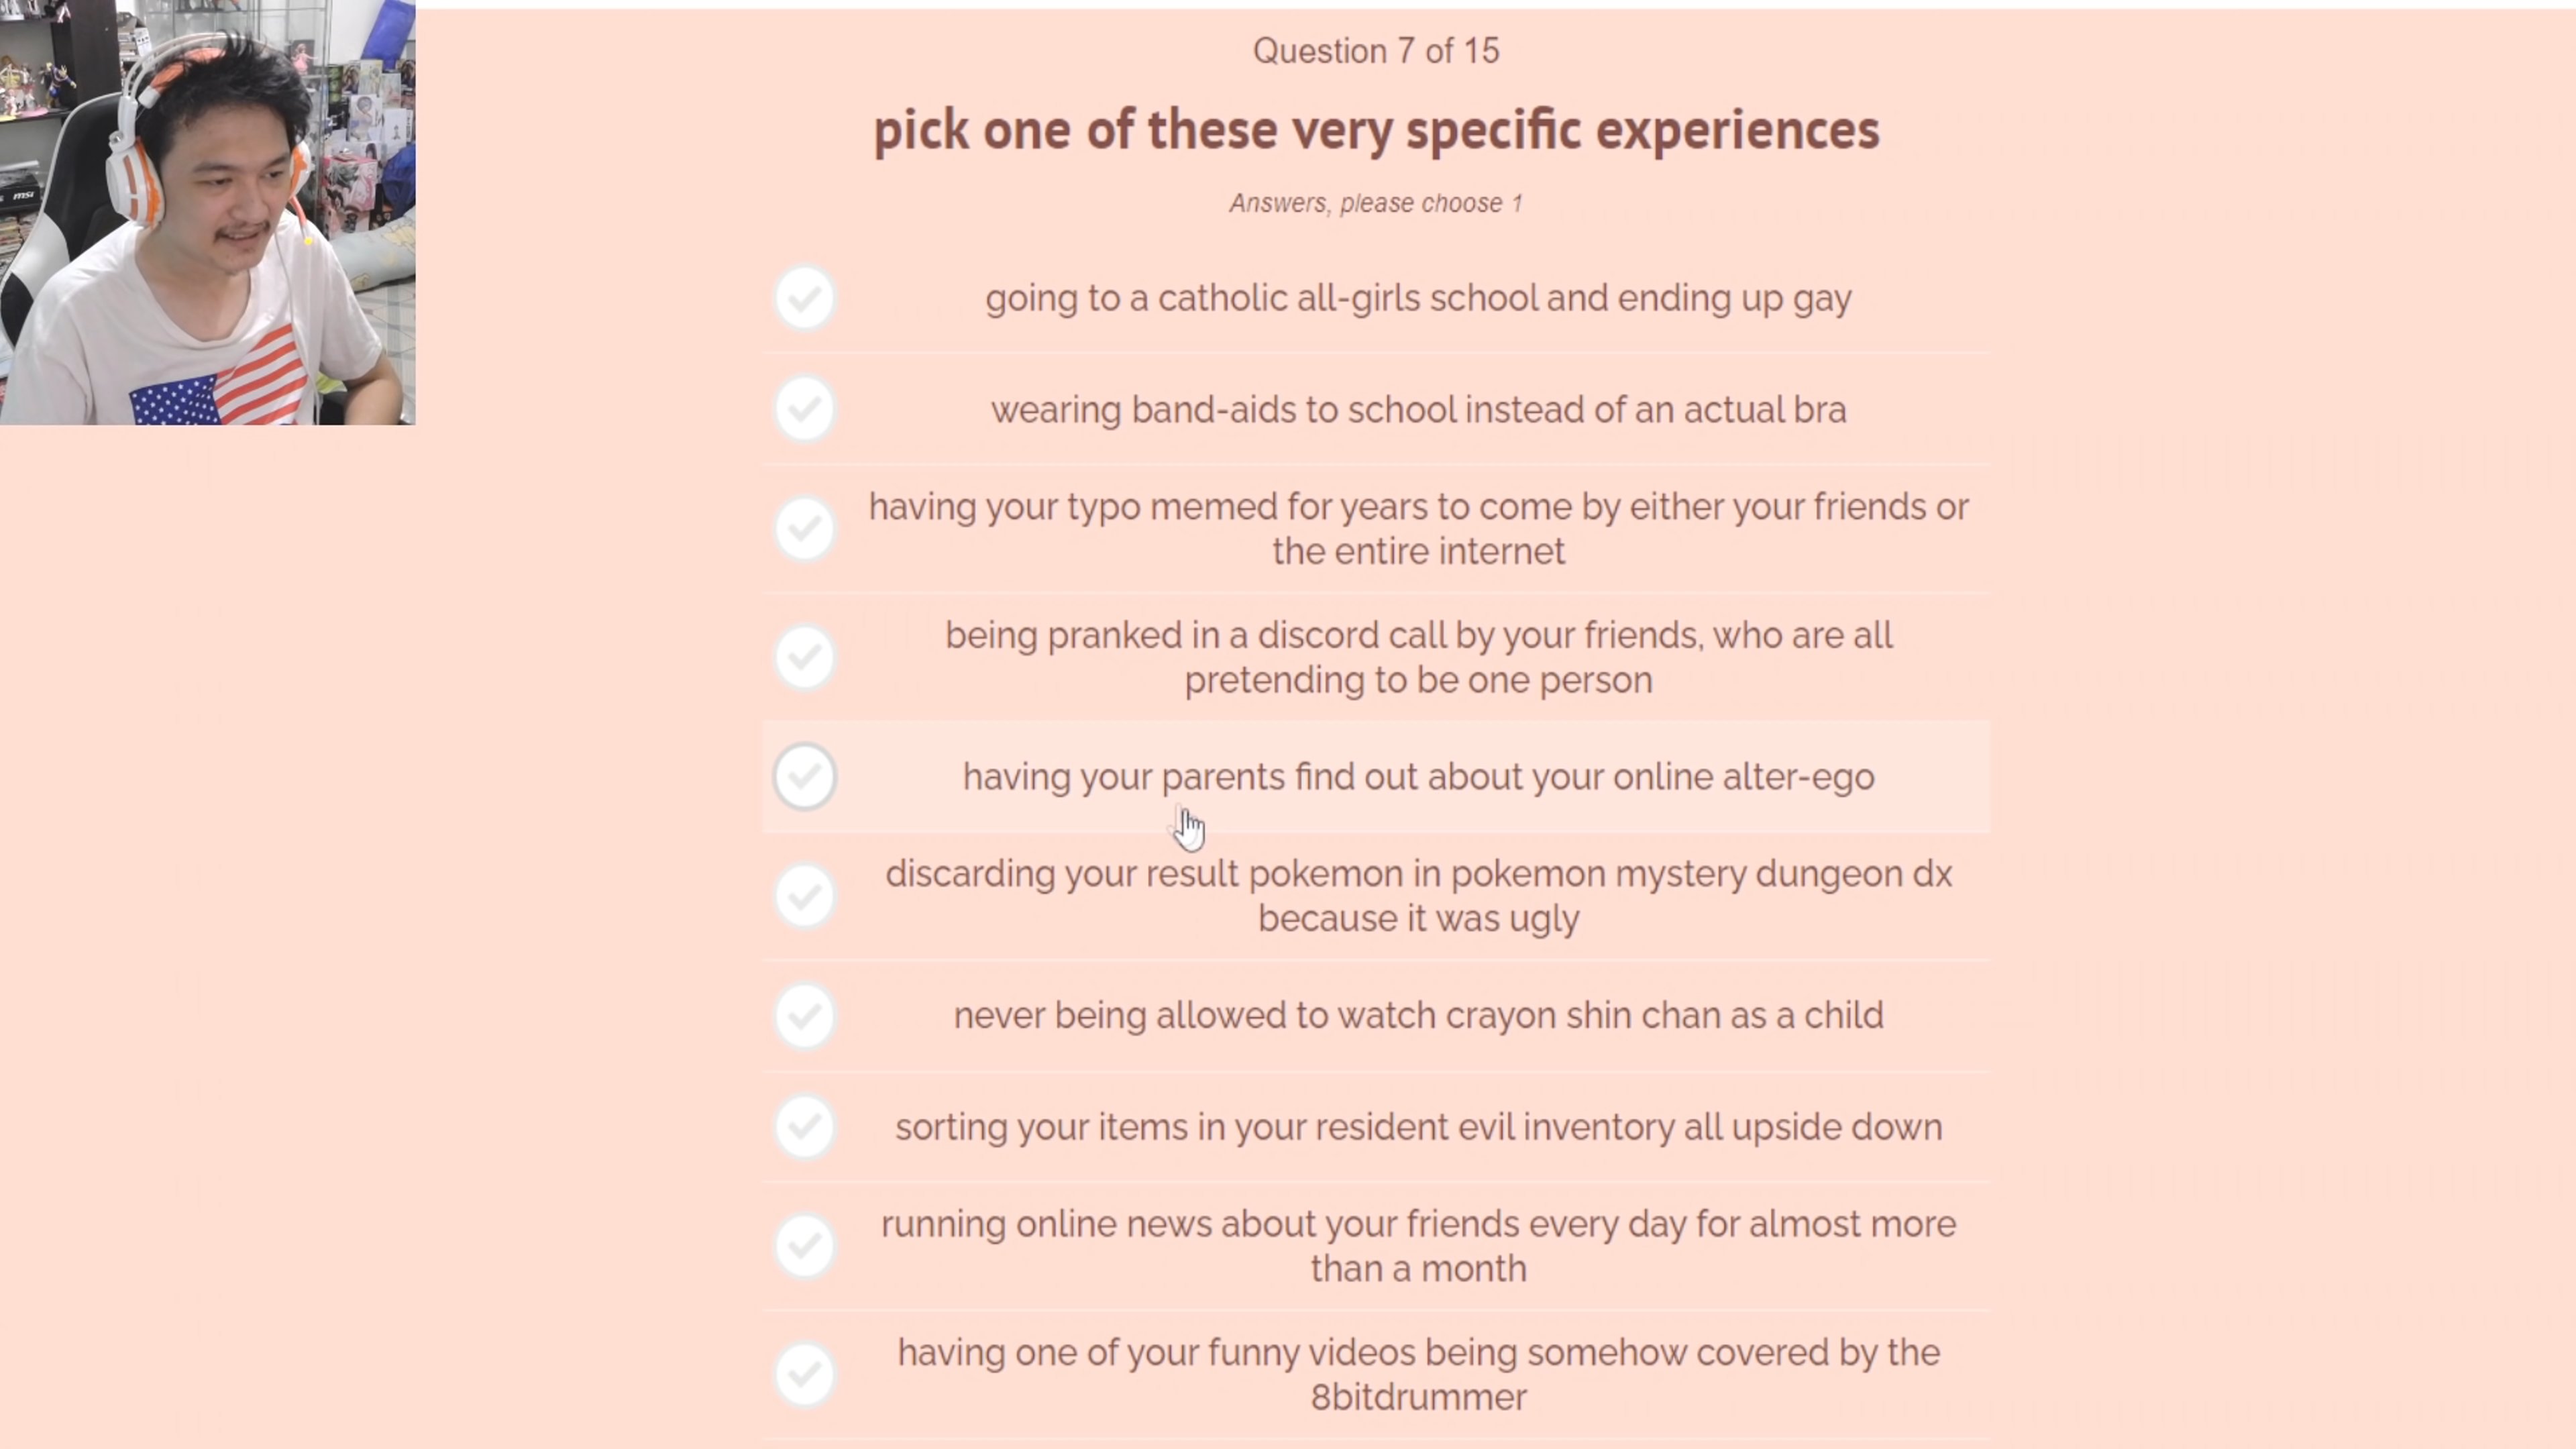 Question 7 of 15
pick one of these very specific experiences
Answers, please choose 1
going to a catholic all-girls school and ending up gay
wearing band-aids to school instead of an actual bra
having your typo memed for years to come by either your friends or
the entire internet
being pranked in a discord call by your friends, who are all
pretending to be one person
having your parents find out about your online alter-ego
discarding your result pokemon in pokemon mystery dungeon dx
because it was ugly
never being allowed to watch crayon shin chan as a child
sorting your items in your resident evil inventory all upside down
running online news about your friends every day for almost more
than a month
having one of your funny videos being somehow covered by the
8bitdrummer
msi